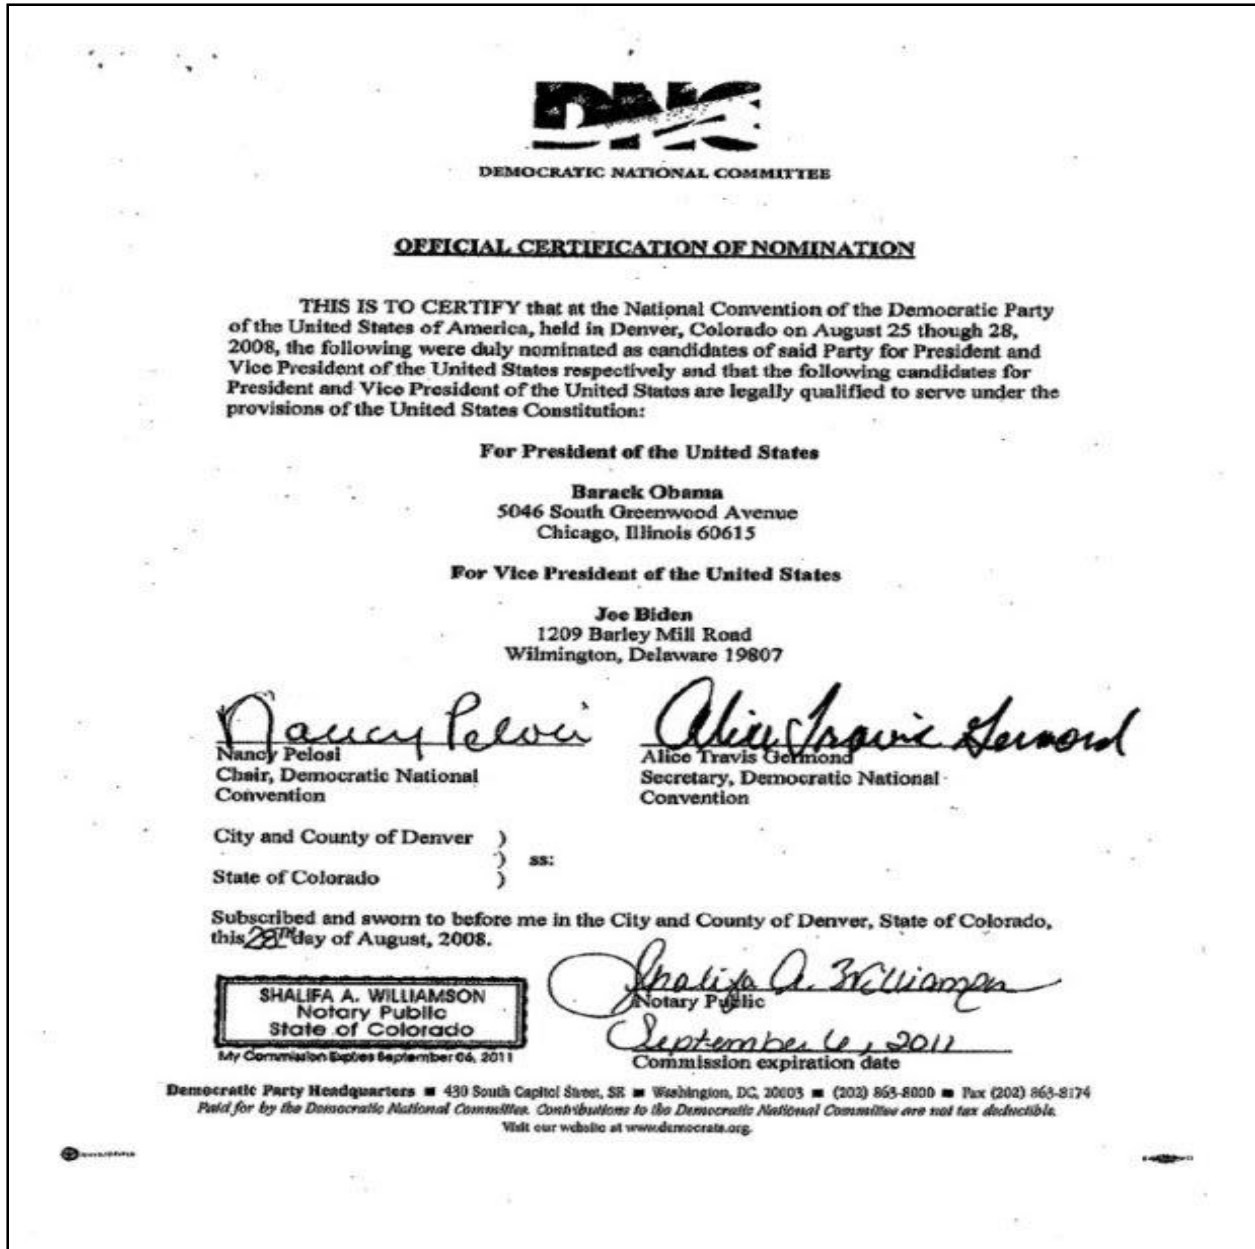 DNC
DEMOCRATIC NATIONAL COMMITTEE
OFFICIAL CERTIFICATION OF NOMINATION
THIS IS TO CERTIFY that at the National Convention of the Democratic Party
of the United States of America, held in Denver, Colorado on August 25 though 28,
2008, the following were duly nominated as candidates of said Party for President and
Vice President of the United States respectively and that the following candidates for
President and Vice President of the United States are legally qualified to serve under the
provisions of the United States Constitution:
For President of the United States
Barack Obama
5046 South Greenwood Avenue
Chicago, Illinois 60615
For Vice President of the United States
Joe Biden
1209 Barley Mill Road
Wilmington, Delaware 19807
Nancy Pelosi Alice Travis Germond
Nancy Pelosi Alice Travis Germond
Chair, Democratic National Secretary, Democratic National
Convention Convention
City and County of Denver )
) ss:
State of Colorado )
Subscribed and sworn to before me in the City and County of Denver, State of Colorado,
this 28th day of August, 2008.
Shalifa A. Williamson
SHALIFA A. WILLIAMSON Notary Public
Notary Public
State of Colorado September 6, 2011
My Commission Expires September 06, 2011 Commission expiration date
Democratic Party Headquarters ■ 430 South Capitol Street, SE ■ Washington, DC, 20003 ■ (202) 863-8000 ■ Fax (202) 863-8174
Paid for by the Democratic National Committee. Contributions to the Democratic National Committee are not tax deductible.
Visit our website at www.democrats.org.